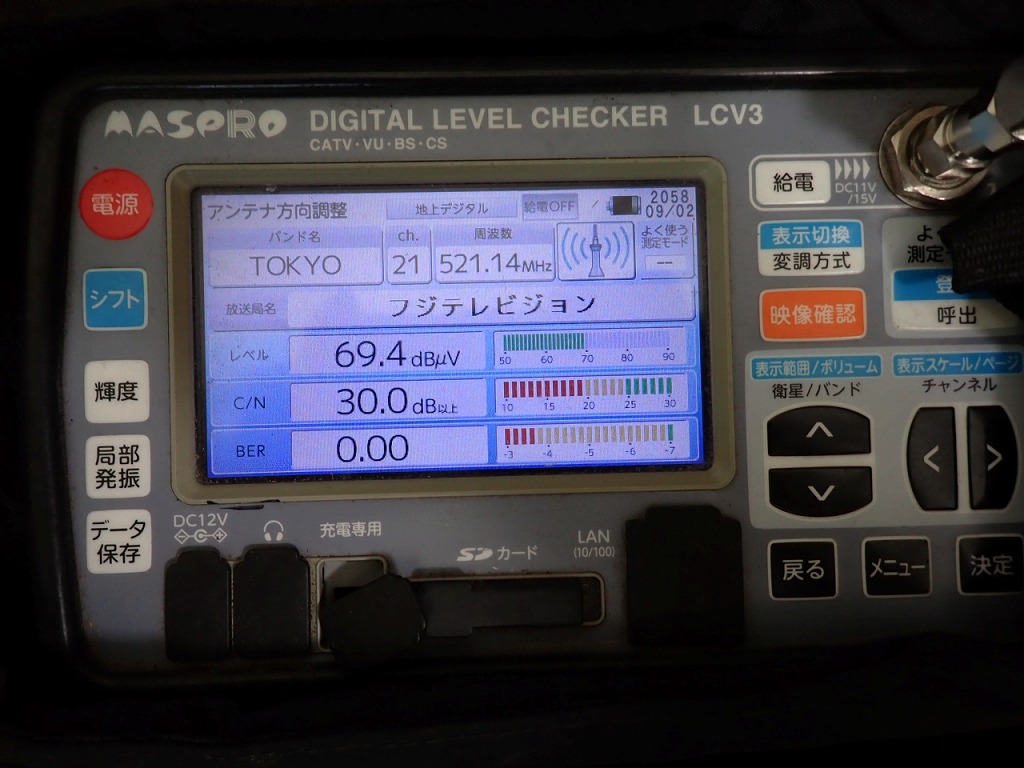 MASPRO DIGITAL LEVEL CHECKER LCV3
CATV・VU・BS・CS
電源
シフト
輝度
局部
発振
データ
保存
アンテナ方向調整
地上デジタル
給電OFF
2058
09/02
バンド名
ch.
周波数
よく使う
測定モード
TOKYO
21
521.14MHz
--
放送局名
フジテレビジョン
レベル
69.4dBμV
50 60 70 80 90
C/N
30.0dB以上
10 15 20 25 30
BER
0.00
-3 -4 -5 -6 -7
給電
DC11V
/15V
表示切換
変調方式
呼出
映像確認
表示範囲/ボリューム
衛星/バンド
表示スケール/ページ
チャンネル
戻る
メニュー
決定
DC12V
充電専用
SDカード
LAN
(10/100)